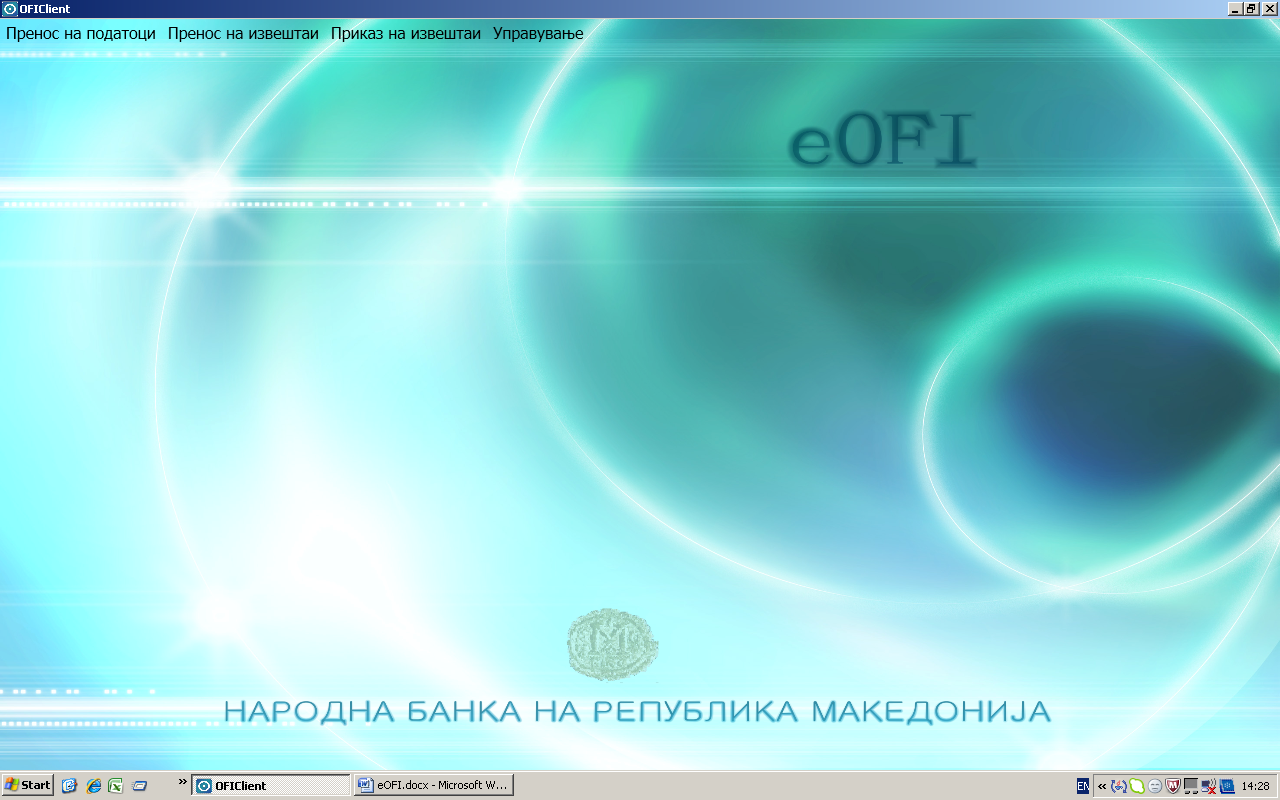 OFIClient
Пренос на податоци Пренос на извештаи Приказ на извештаи Управување
eOFI
НАРОДНА БАНКА НА РЕПУБЛИКА МАКЕДОНИЈА
Start » OFIClient eOFI.docx - Microsoft W... EN « 14:28